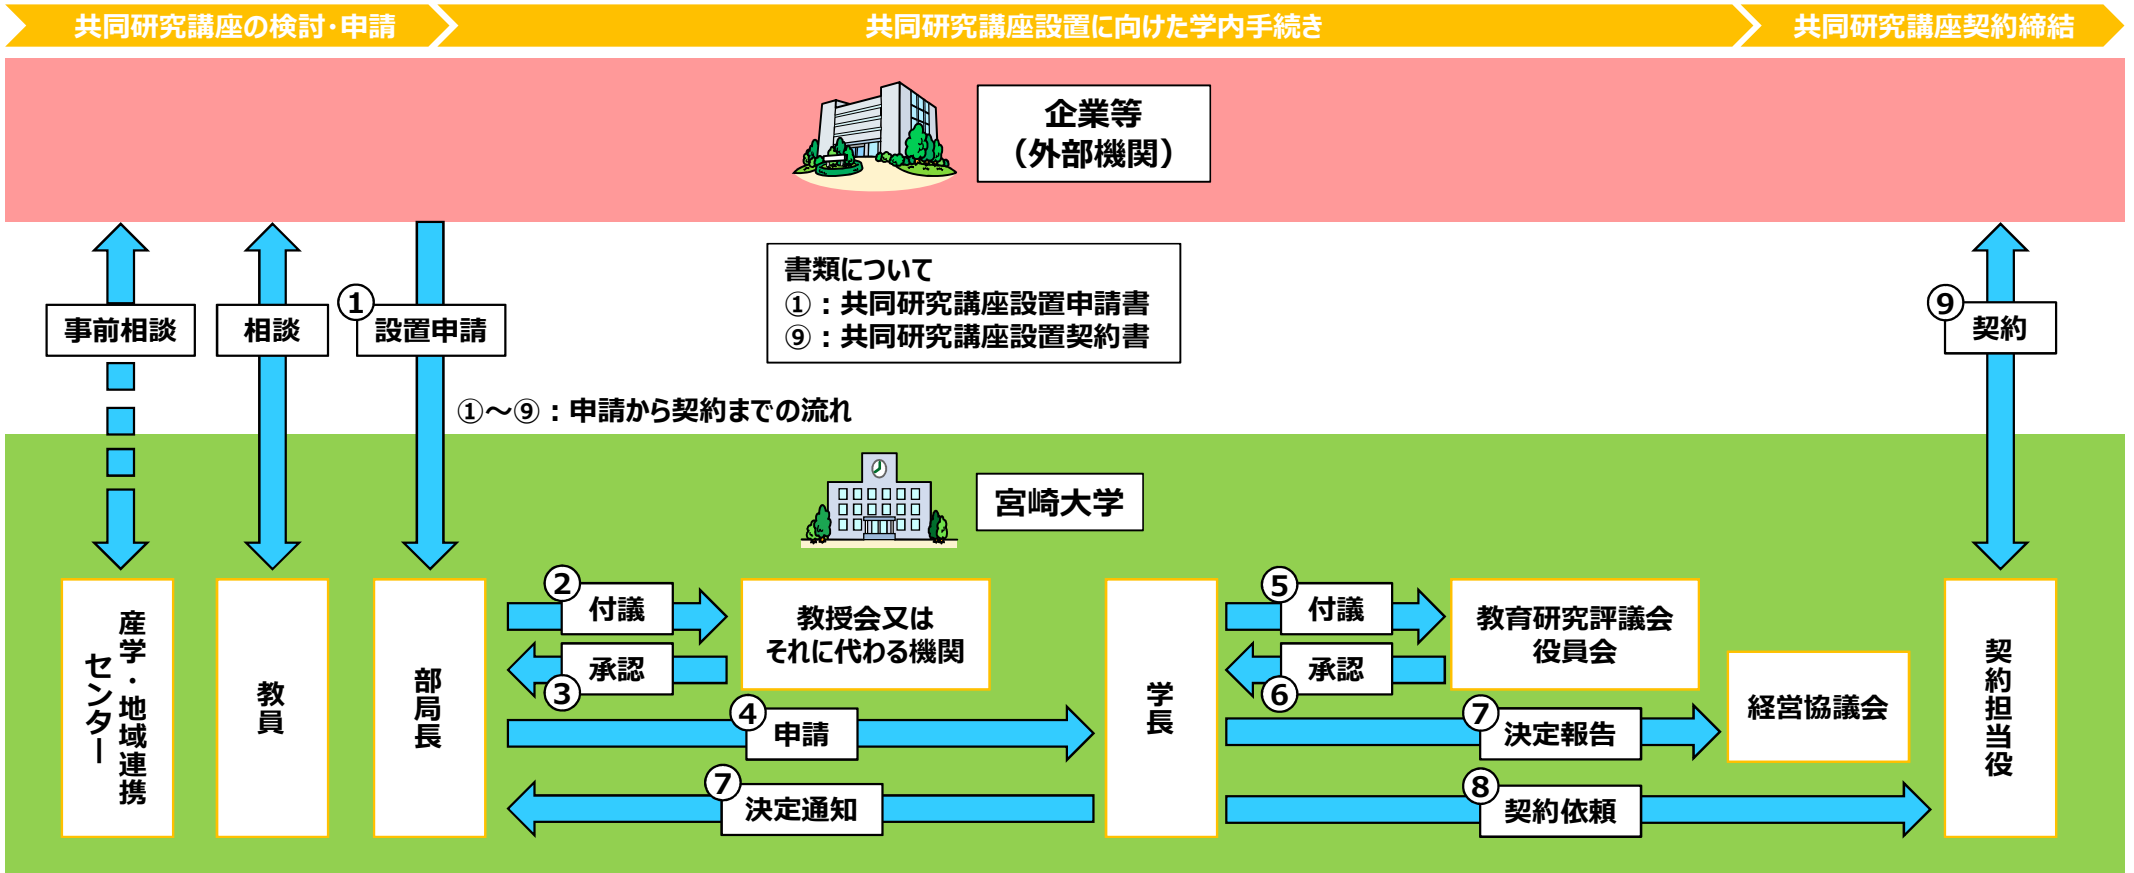 共同研究講座の検討・申請
共同研究講座設置に向けた学内手続き
共同研究講座契約締結
企業等
（外部機関）
事前相談
相談
①
設置申請
書類について
①：共同研究講座設置申請書
⑨：共同研究講座設置契約書
⑨
契約
①～⑨：申請から契約までの流れ
宮崎大学
産学・地域連携
センター
教員
部局長
②
付議
承認
③
教授会又は
それに代わる機関
④
申請
⑦
決定通知
学長
⑤
付議
承認
⑥
教育研究評議会
役員会
⑦
決定報告
経営協議会
⑧
契約依頼
契約担当役